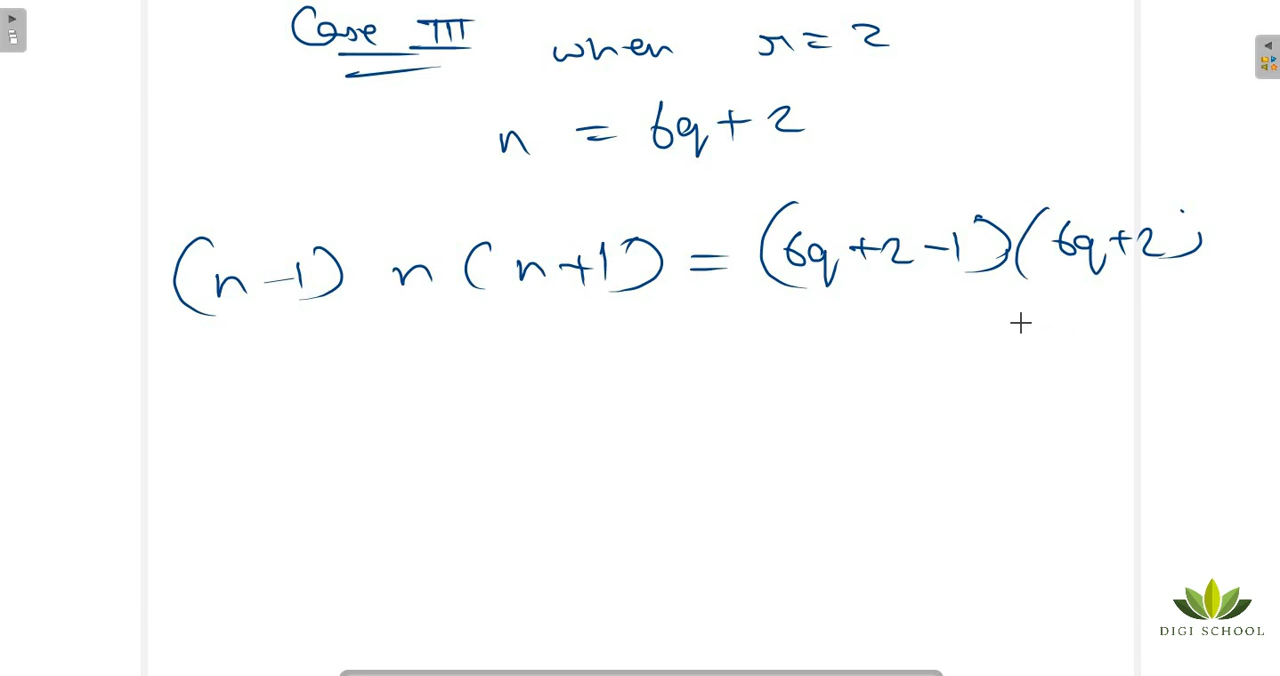 Case III when r = 2
n = 6q + 2
(n-1) n (n+1) = (6q+2-1)(6q+2)
DIGI SCHOOL